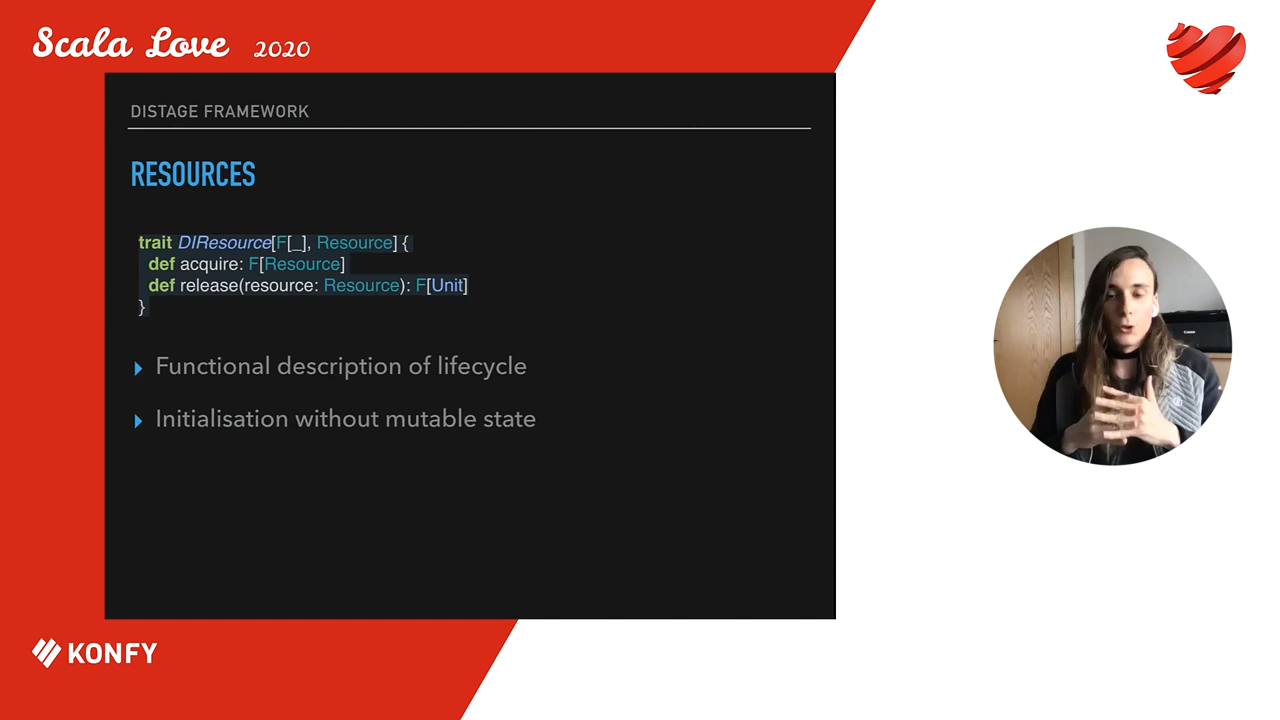 Scala Love 2020
DISTAGE FRAMEWORK
RESOURCES
trait DIResource[F[_], Resource] {
def acquire: F[Resource]
def release(resource: Resource): F[Unit]
}
Functional description of lifecycle
Initialisation without mutable state
Canon
KONFY